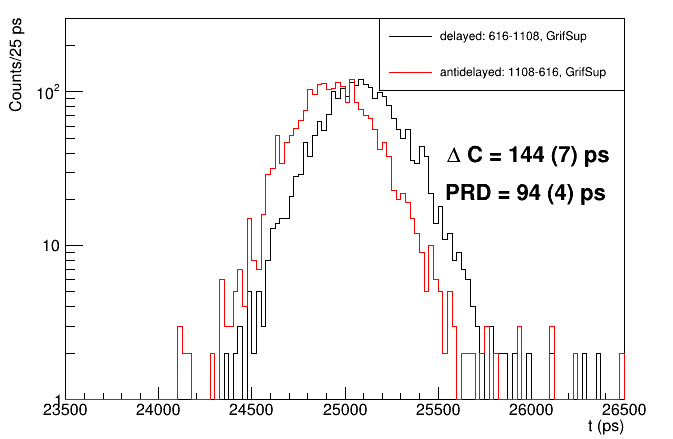 Counts/25 ps
delayed: 616-1108, GrifSup
antidelayed: 1108-616, GrifSup
10²
Δ C = 144 (7) ps
PRD = 94 (4) ps
10
1
23500 24000 24500 25000 25500 26000 26500
t (ps)